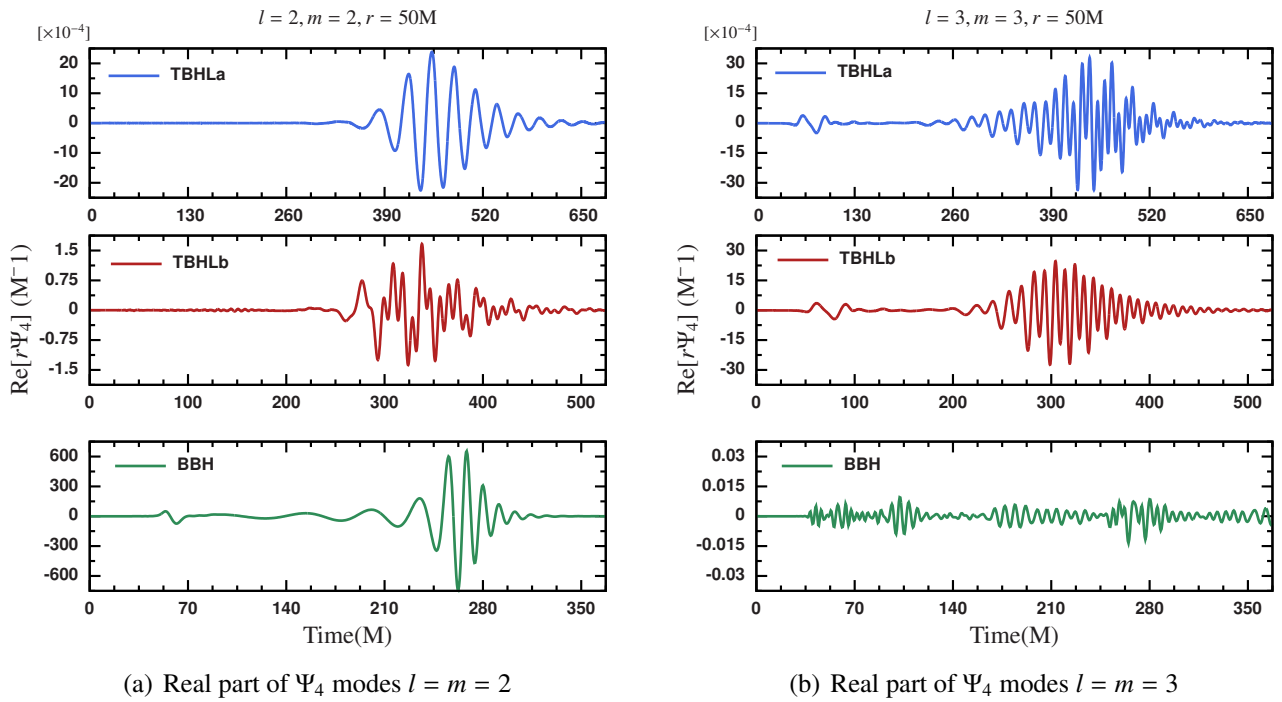 l = 2, m = 2, r = 50M
[×10⁻⁴]
TBHLa
20
10
0
-10
-20
0 130 260 390 520 650
TBHLb
1.5
0.75
0
-0.75
-1.5
0 100 200 300 400 500
Re[rΨ₄] (M⁻1)
BBH
600
300
0
-300
-600
0 70 140 210 280 350
Time(M)
(a) Real part of Ψ₄ modes l = m = 2
l = 3, m = 3, r = 50M
[×10⁻⁴]
TBHLa
30
15
0
-15
-30
0 130 260 390 520 650
TBHLb
30
15
0
-15
-30
0 100 200 300 400 500
Re[rΨ₄] (M⁻1)
BBH
0.03
0.015
0
-0.015
-0.03
0 70 140 210 280 350
Time(M)
(b) Real part of Ψ₄ modes l = m = 3